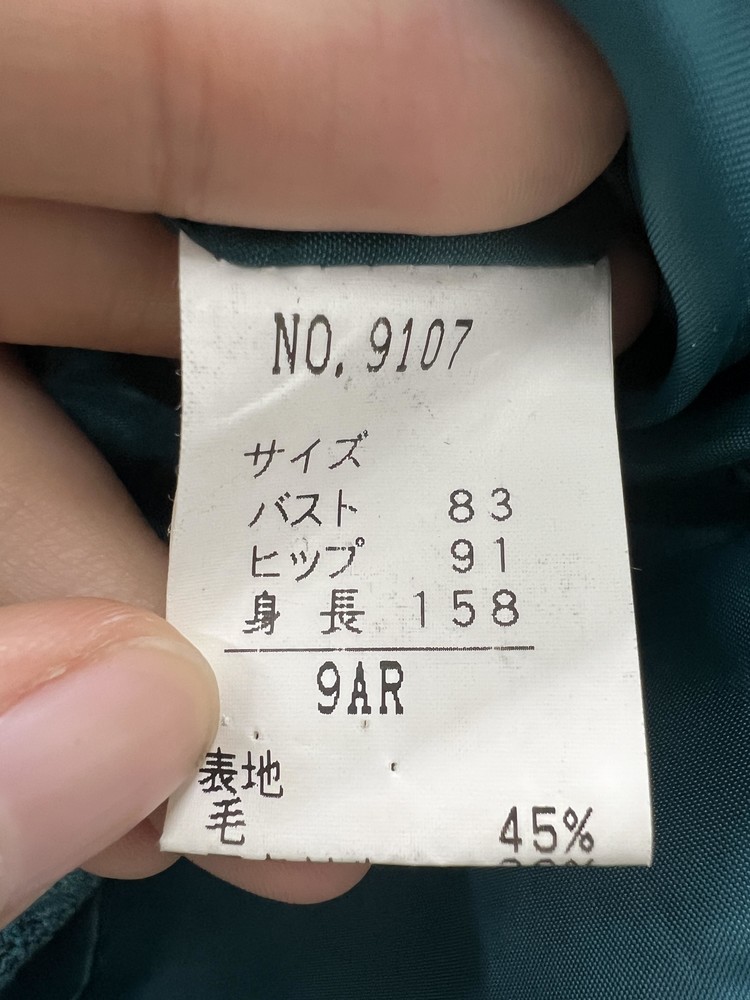 NO. 9107
サイズ
バスト 83
ヒップ 91
身長 158
9AR
表地
毛 45%